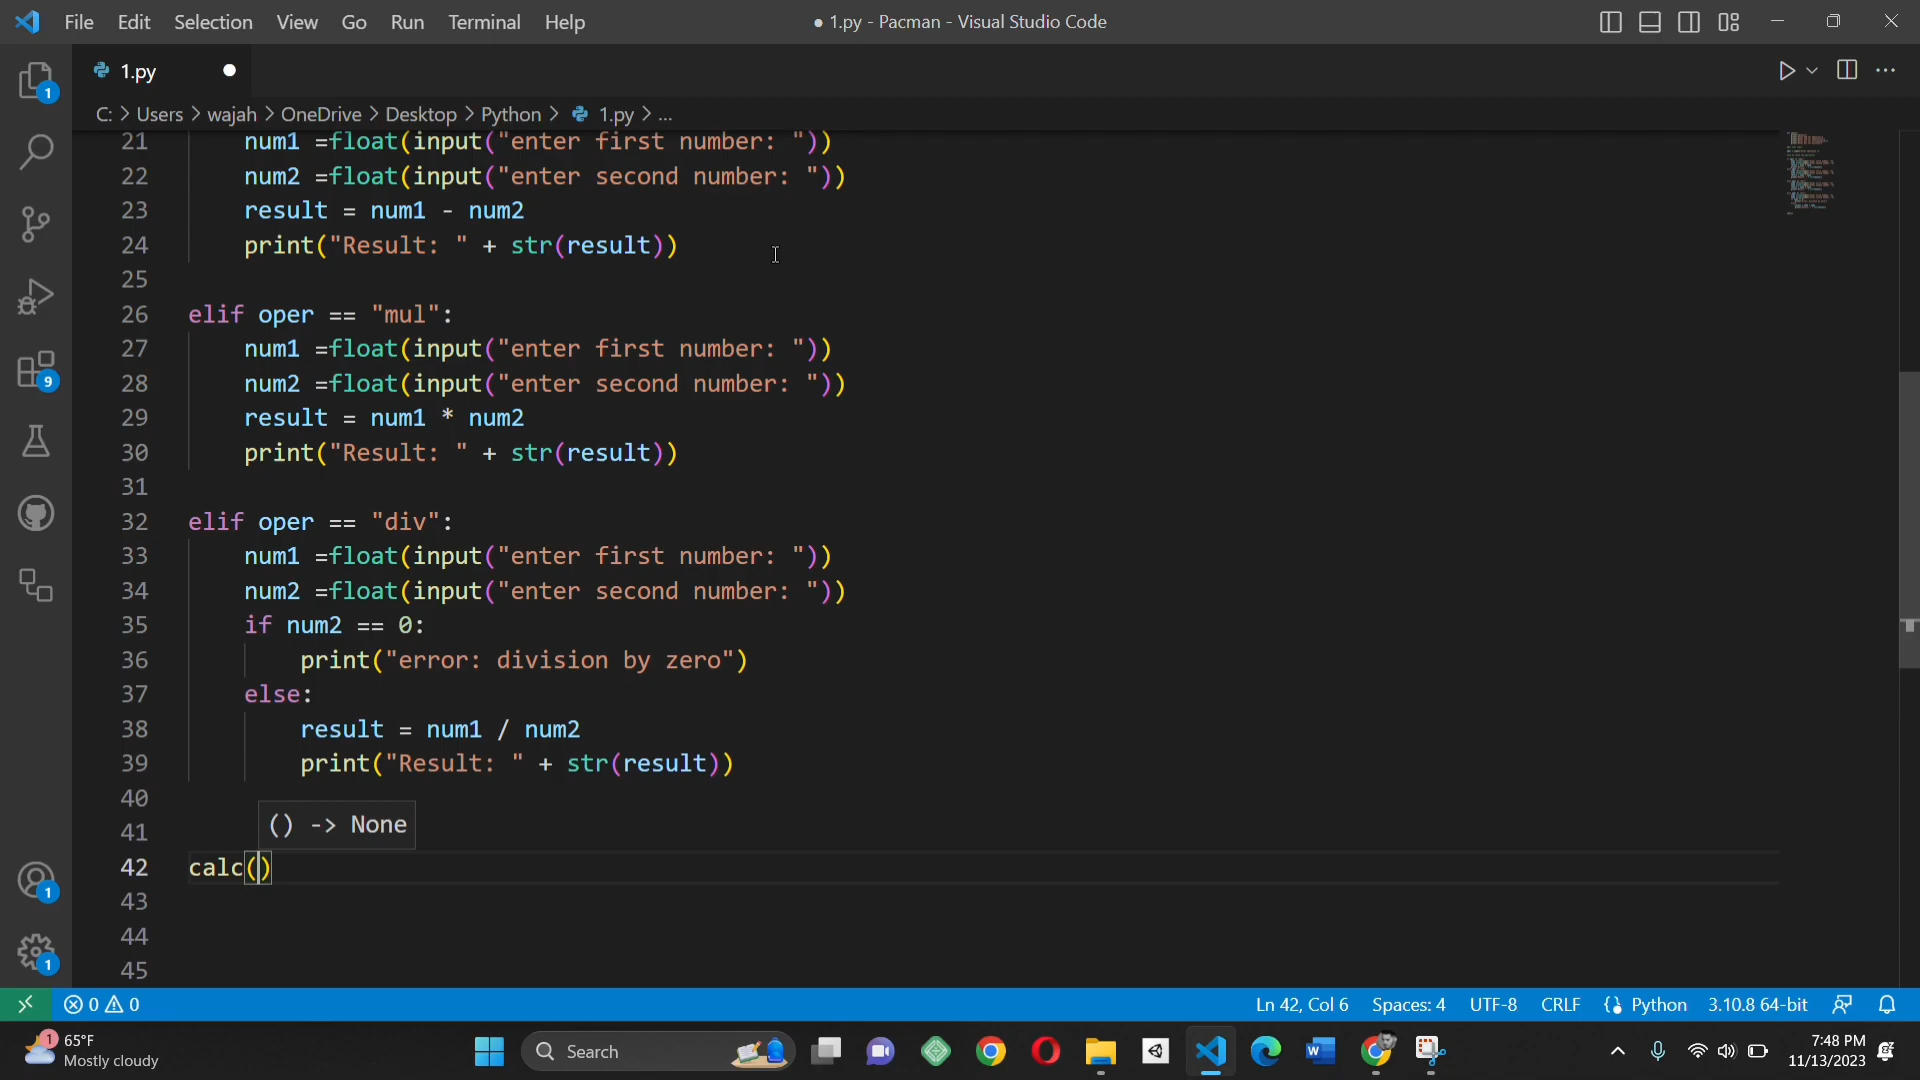 File Edit Selection View Go Run Terminal Help
● 1.py - Pacman - Visual Studio Code
1.py
C: > Users > wajah > OneDrive > Desktop > Python > 1.py > ...
21 num1 =float(input("enter first number: "))
22 num2 =float(input("enter second number: "))
23 result = num1 - num2
24 print("Result: " + str(result))
25
26 elif oper == "mul":
27 num1 =float(input("enter first number: "))
28 num2 =float(input("enter second number: "))
29 result = num1 * num2
30 print("Result: " + str(result))
31
32 elif oper == "div":
33 num1 =float(input("enter first number: "))
34 num2 =float(input("enter second number: "))
35 if num2 == 0:
36 print("error: division by zero")
37 else:
38 result = num1 / num2
39 print("Result: " + str(result))
40
() -> None
41
42 calc()
43
44
45
1
9
1
1
0 0
Ln 42, Col 6 Spaces: 4 UTF-8 CRLF Python 3.10.8 64-bit
1
65°F
Mostly cloudy
Search
7:48 PM
11/13/2023